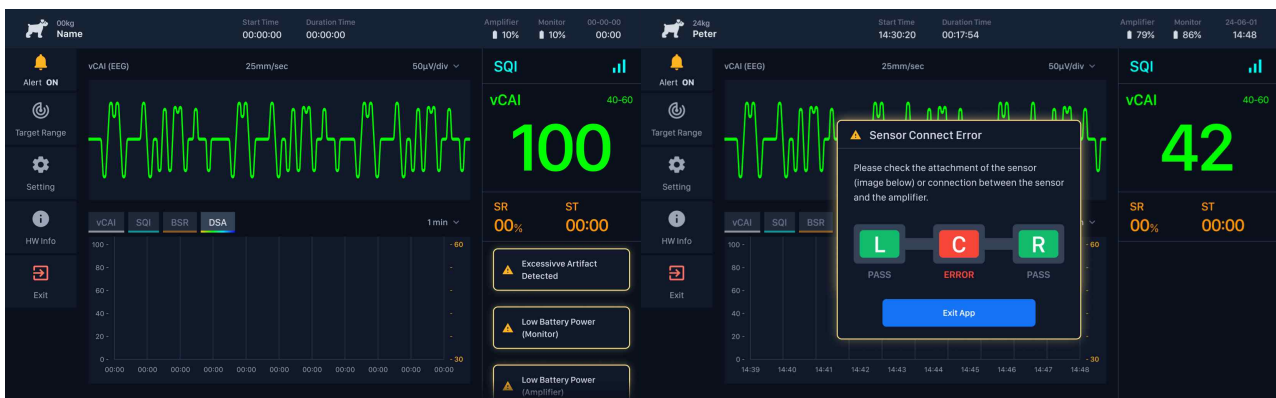 00kg
Name
Start Time
00:00:00
Duration Time
00:00:00
Amplifier
10%
Monitor
10%
00-00-00
00:00
Alert ON
Target Range
Setting
HW Info
Exit
vCAI (EEG)
25mm/sec
50μV/div
vCAI
SQI
BSR
DSA
1 min
100
80
60
40
20
0
60
30
00:00 00:00 00:00 00:00 00:00 00:00 00:00 00:00 00:00 00:00
SQI
vCAI
40-60
100
SR
00%
ST
00:00
Excessivve Artifact
Detected
Low Battery Power
(Monitor)
Low Battery Power
(Amplifier)
24kg
Peter
Start Time
14:30:20
Duration Time
00:17:54
Amplifier
79%
Monitor
86%
24-06-01
14:48
Alert ON
Target Range
Setting
HW Info
Exit
vCAI (EEG)
25mm/sec
50μV/div
Sensor Connect Error
Please check the attachment of the sensor
(image below) or connection between the sensor
and the amplifier.
L
C
R
PASS
ERROR
PASS
Exit App
vCAI
SQI
BSR
100
80
60
40
20
0
60
30
14:39 14:40 14:41 14:42 14:43 14:44 14:45 14:46 14:47 14:48
SQI
vCAI
40-60
42
SR
00%
ST
00:00